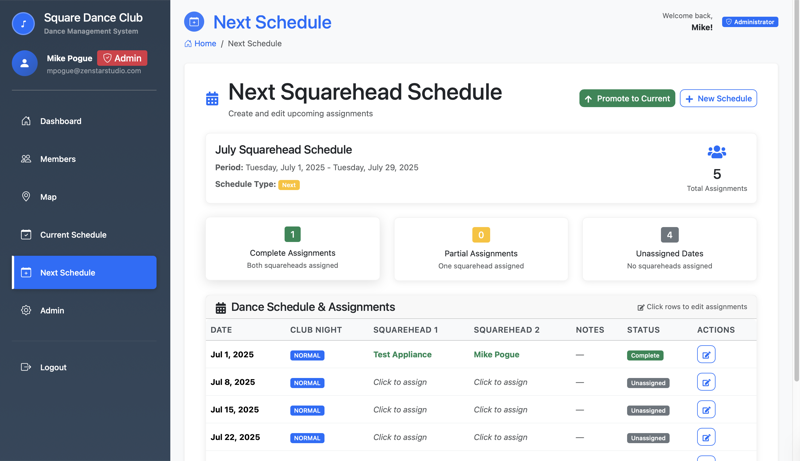 Square Dance Club
Dance Management System
Mike Pogue Admin
mpogue@zenstarstudio.com
Dashboard
Members
Map
Current Schedule
Next Schedule
Admin
Logout
Next Schedule
Home / Next Schedule
Welcome back,
Mike!
Administrator
Next Squarehead Schedule
Create and edit upcoming assignments
Promote to Current
+ New Schedule
July Squarehead Schedule
Period: Tuesday, July 1, 2025 - Tuesday, July 29, 2025
Schedule Type: Next
5
Total Assignments
1
Complete Assignments
Both squareheads assigned
0
Partial Assignments
One squarehead assigned
4
Unassigned Dates
No squareheads assigned
Dance Schedule & Assignments
Click rows to edit assignments
DATE CLUB NIGHT SQUAREHEAD 1 SQUAREHEAD 2 NOTES STATUS ACTIONS
Jul 1, 2025 NORMAL Test Appliance Mike Pogue — Complete
Jul 8, 2025 NORMAL Click to assign Click to assign — Unassigned
Jul 15, 2025 NORMAL Click to assign Click to assign — Unassigned
Jul 22, 2025 NORMAL Click to assign Click to assign — Unassigned